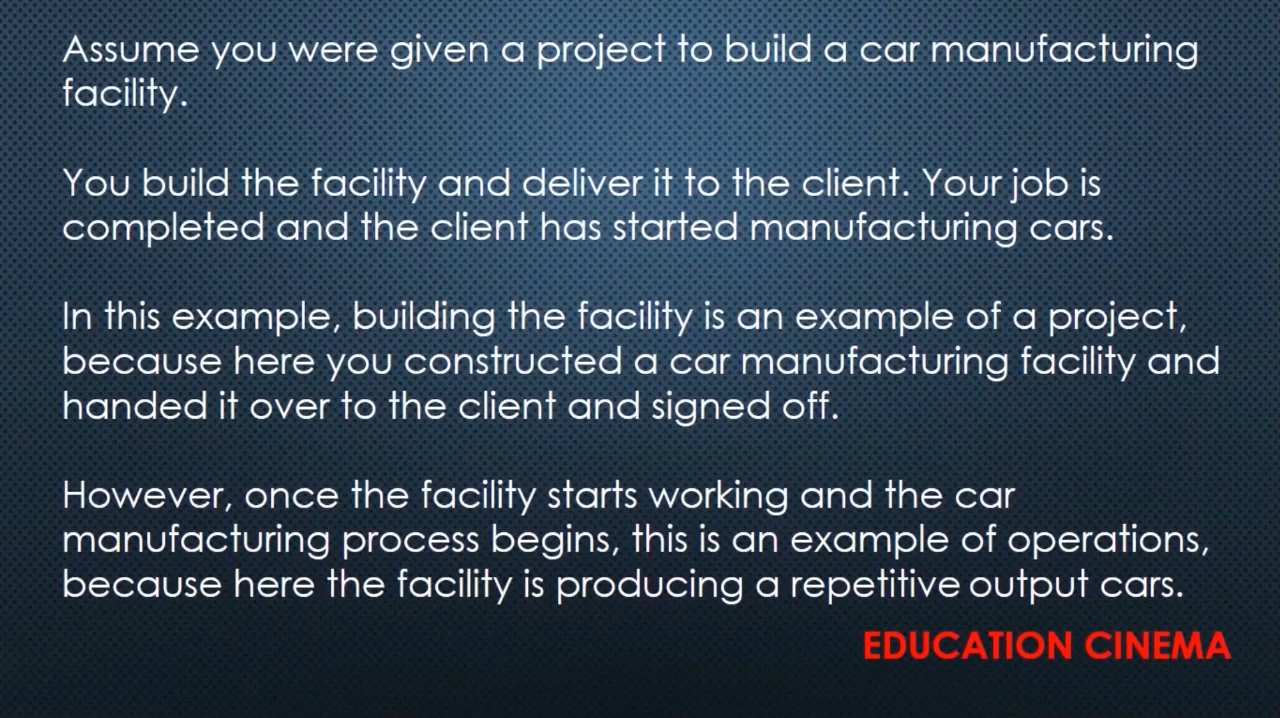 Assume you were given a project to build a car manufacturing
facility.
You build the facility and deliver it to the client. Your job is
completed and the client has started manufacturing cars.
In this example, building the facility is an example of a project,
because here you constructed a car manufacturing facility and
handed it over to the client and signed off.
However, once the facility starts working and the car
manufacturing process begins, this is an example of operations,
because here the facility is producing a repetitive output cars.
EDUCATION CINEMA